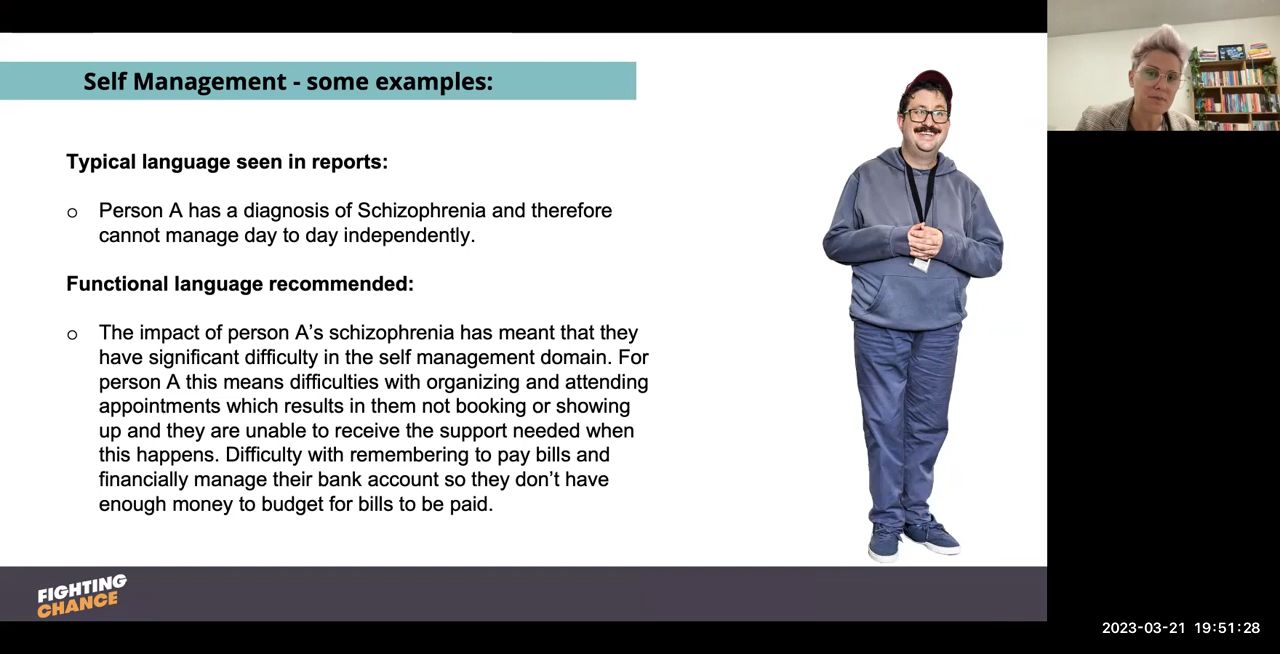 Self Management - some examples:
Typical language seen in reports:
o Person A has a diagnosis of Schizophrenia and therefore
cannot manage day to day independently.
Functional language recommended:
o The impact of person A’s schizophrenia has meant that they
have significant difficulty in the self management domain. For
person A this means difficulties with organizing and attending
appointments which results in them not booking or showing
up and they are unable to receive the support needed when
this happens. Difficulty with remembering to pay bills and
financially manage their bank account so they don’t have
enough money to budget for bills to be paid.
FIGHTING
CHANCE
2023-03-21 19:51:28